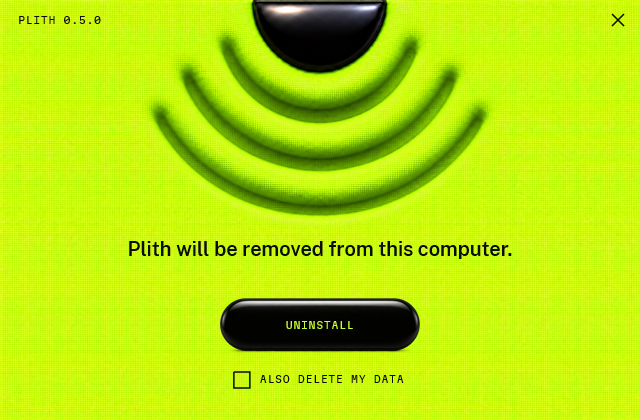 PLITH 0.5.0
Plith will be removed from this computer.
UNINSTALL
ALSO DELETE MY DATA